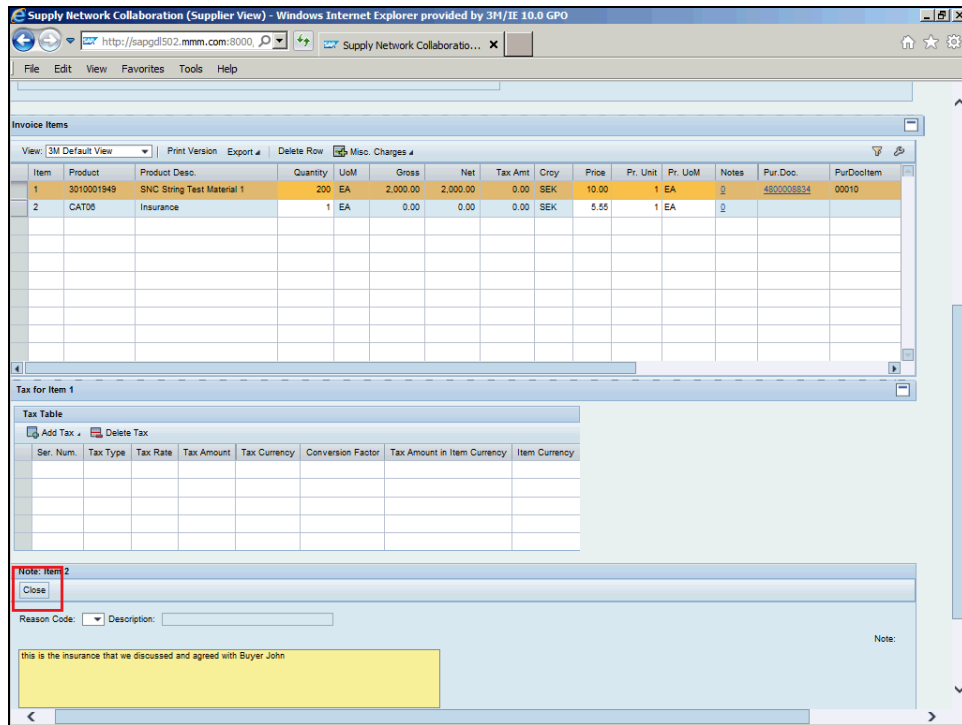 Supply Network Collaboration (Supplier View) - Windows Internet Explorer provided by 3M/IE 10.0 GPO
http://sapgdl502.mmm.com:8000, Supply Network Collaboratio... X
File Edit View Favorites Tools Help
Invoice Items
View: 3M Default View Print Version Export Delete Row Misc. Charges
Item Product Product Desc. Quantity UoM Gross Net Tax Amt Crcy Price Pr. Unit Pr. UoM Notes Pur.Doc. PurDocItem
1 3010001949 SNC String Test Material 1 200 EA 2,000.00 2,000.00 0.00 SEK 10.00 1 EA 0 4800008834 00010
2 CAT06 Insurance 1 EA 0.00 0.00 0.00 SEK 5.55 1 EA 0
Tax for Item 1
Tax Table
Add Tax Delete Tax
Ser. Num. Tax Type Tax Rate Tax Amount Tax Currency Conversion Factor Tax Amount in Item Currency Item Currency
Note: Item 2
Close
Reason Code: Description:
Note:
this is the insurance that we discussed and agreed with Buyer John